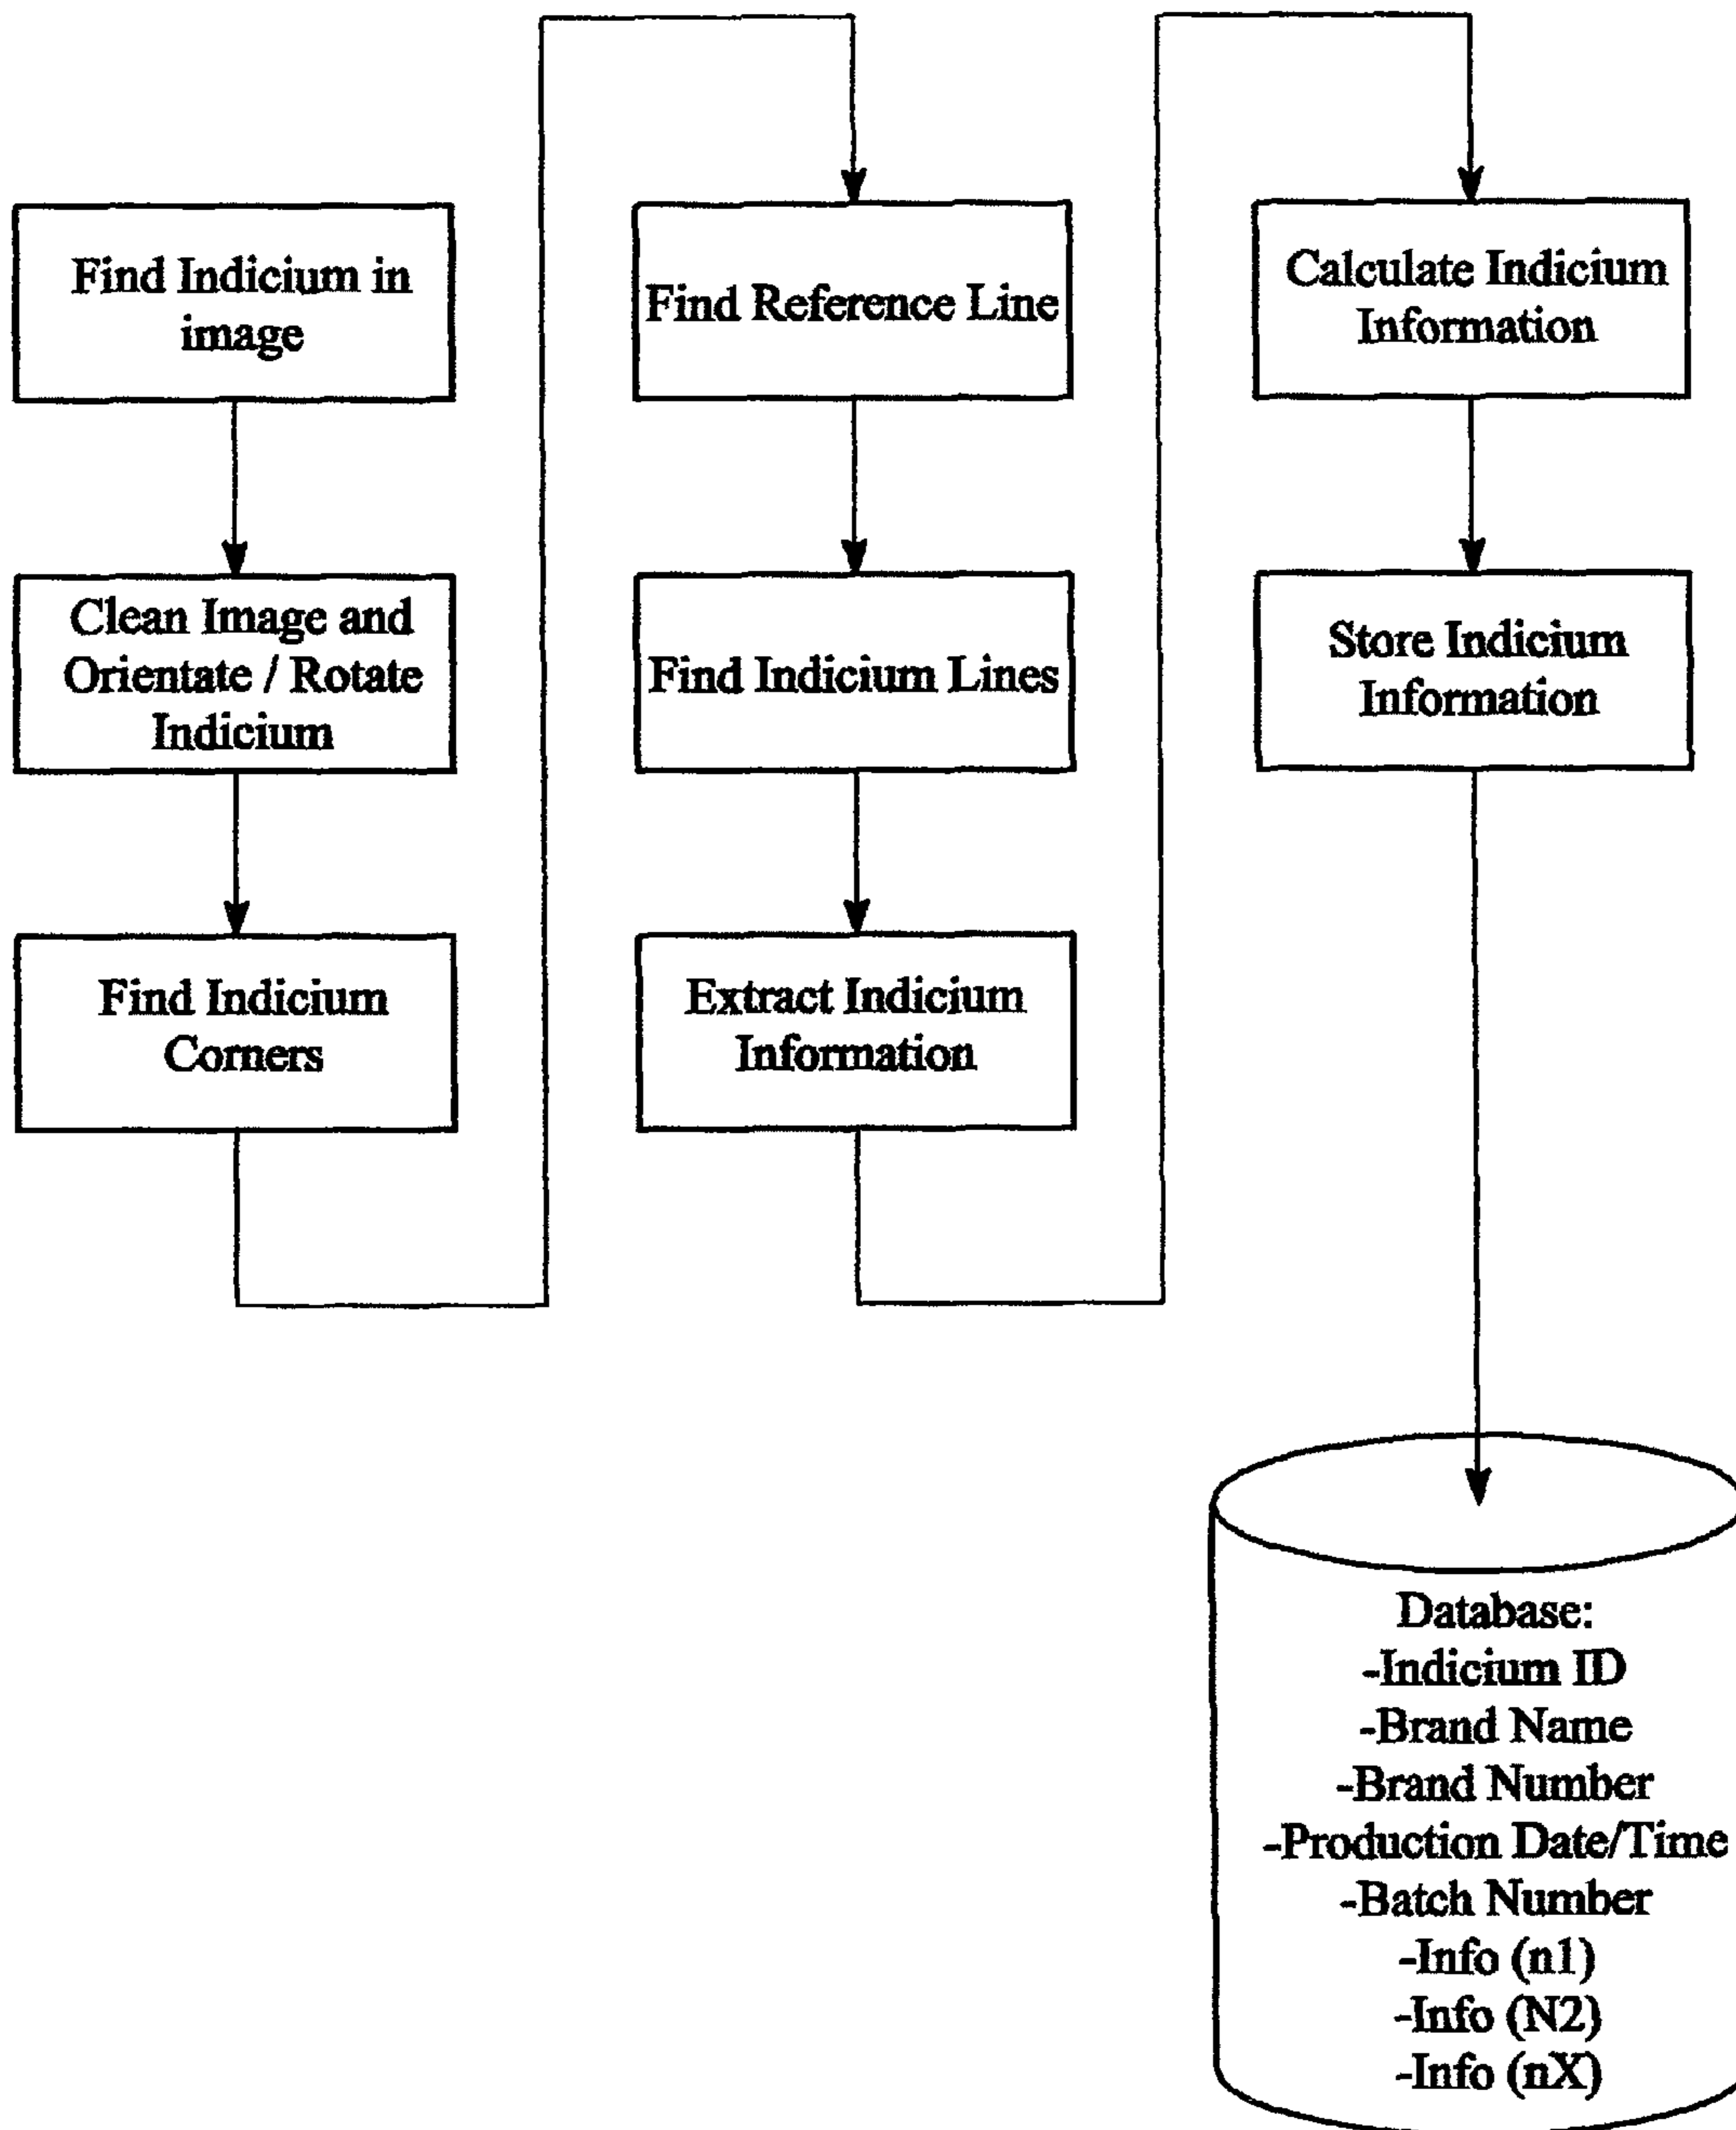 Find Indicium in
image
Clean Image and
Orientate / Rotate
Indicium
Find Indicium
Corners
Find Reference Line
Find Indicium Lines
Extract Indicium
Information
Calculate Indicium
Information
Store Indicium
Information
Database:
-Indicium ID
-Brand Name
-Brand Number
-Production Date/Time
-Batch Number
-Info (n1)
-Info (N2)
-Info (nX)